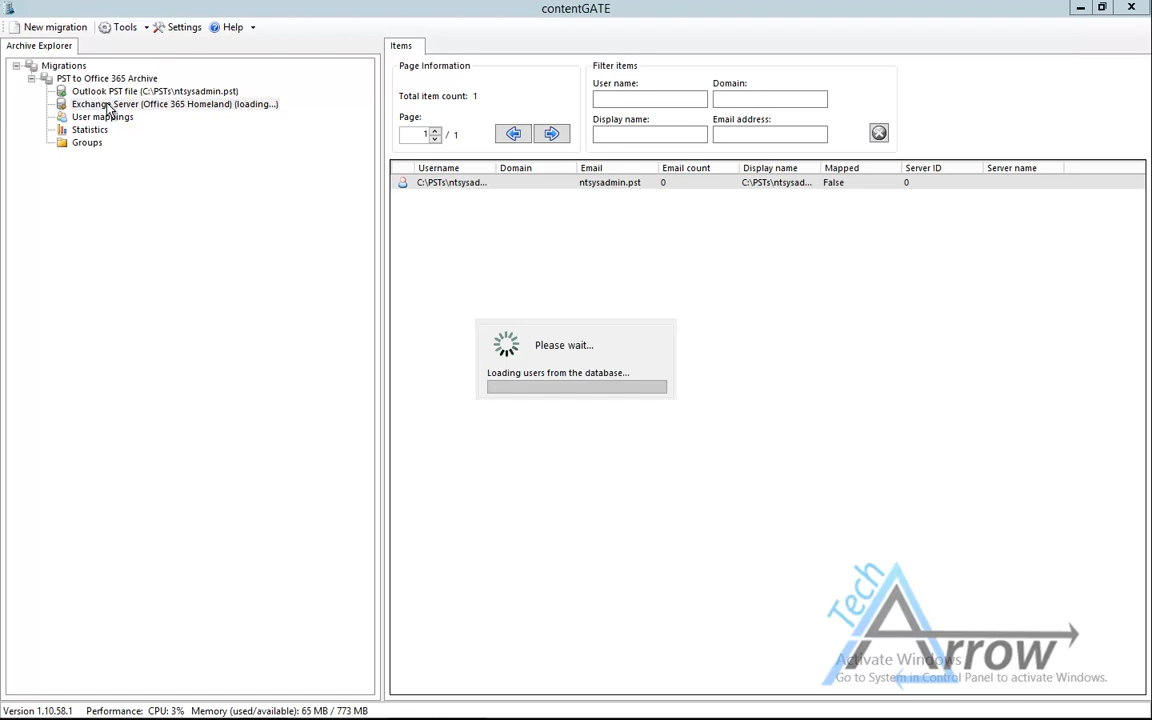 contentGATE
New migration Tools Settings Help
Archive Explorer
Migrations
PST to Office 365 Archive
Outlook PST file (C:\PSTs\ntsysadmin.pst)
Exchange Server (Office 365 Homeland) (loading...)
User mappings
Statistics
Groups
Items
Page Information
Total item count: 1
Page:
1 / 1
Filter items
User name: Domain:
Display name: Email address:
Username Domain Email Email count Display name Mapped Server ID Server name
C:\PSTs\ntsysad... ntsysadmin.pst 0 C:\PSTs\ntsysad... False 0
Please wait...
Loading users from the database...
Tech
Arrow
Activate Windows
Go to System in Control Panel to activate Windows.
Version 1.10.58.1 Performance: CPU: 3% Memory (used/available): 65 MB / 773 MB